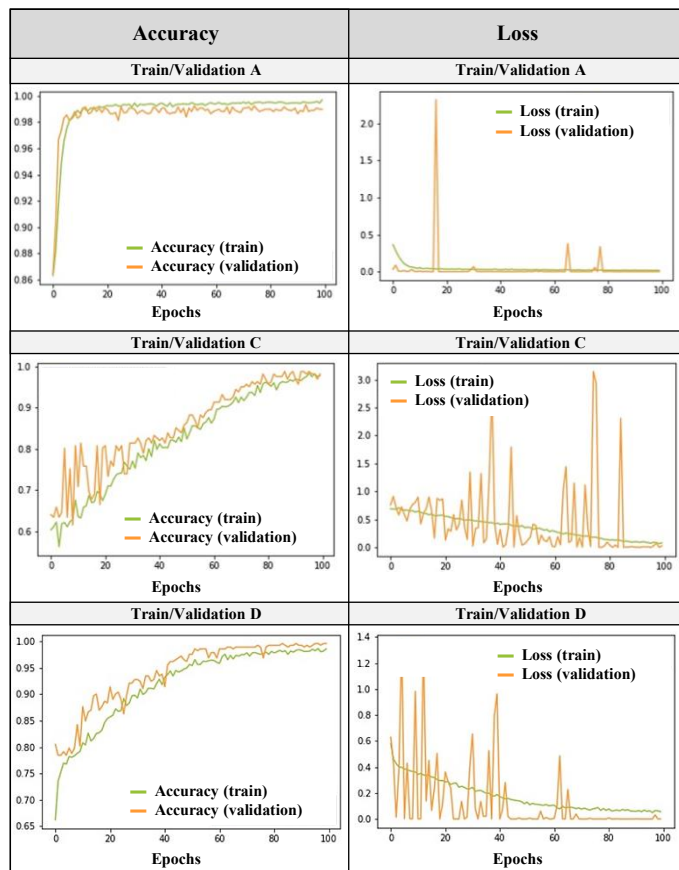 Accuracy
Loss
Train/Validation A
Train/Validation A
1.00
0.98
0.96
0.94
0.92
0.90
0.88
0.86
Accuracy (train)
Accuracy (validation)
0 20 40 60 80 100
Epochs
2.0
1.5
1.0
0.5
0.0
Loss (train)
Loss (validation)
0 20 40 60 80 100
Epochs
Train/Validation C
Train/Validation C
1.0
0.9
0.8
0.7
0.6
Accuracy (train)
Accuracy (validation)
0 20 40 60 80 100
Epochs
3.0
2.5
2.0
1.5
1.0
0.5
0.0
Loss (train)
Loss (validation)
0 20 40 60 80 100
Epochs
Train/Validation D
Train/Validation D
1.00
0.95
0.90
0.85
0.80
0.75
0.70
0.65
Accuracy (train)
Accuracy (validation)
0 20 40 60 80 100
Epochs
1.4
1.2
1.0
0.8
0.6
0.4
0.2
0.0
Loss (train)
Loss (validation)
0 20 40 60 80 100
Epochs